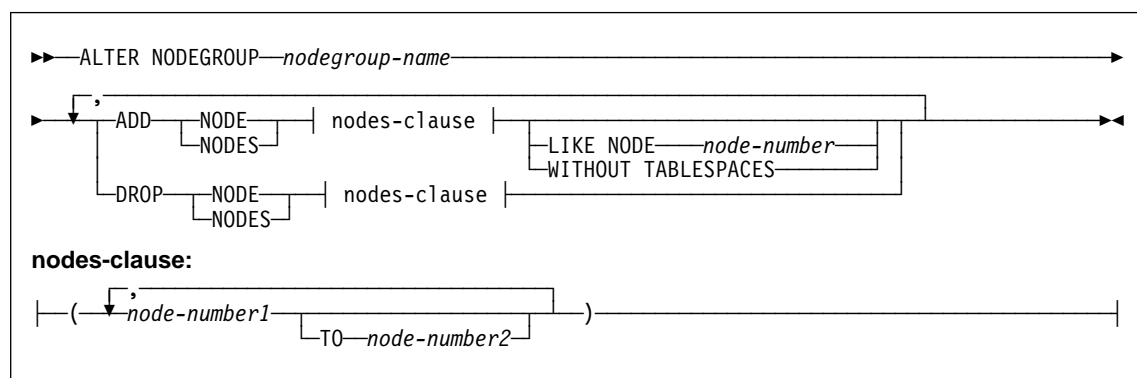 ALTER NODEGROUP nodegroup-name
,
ADD NODE nodes-clause
NODES LIKE NODE node-number
WITHOUT TABLESPACES
DROP NODE nodes-clause
NODES
nodes-clause:
,
( node-number1 )
TO node-number2